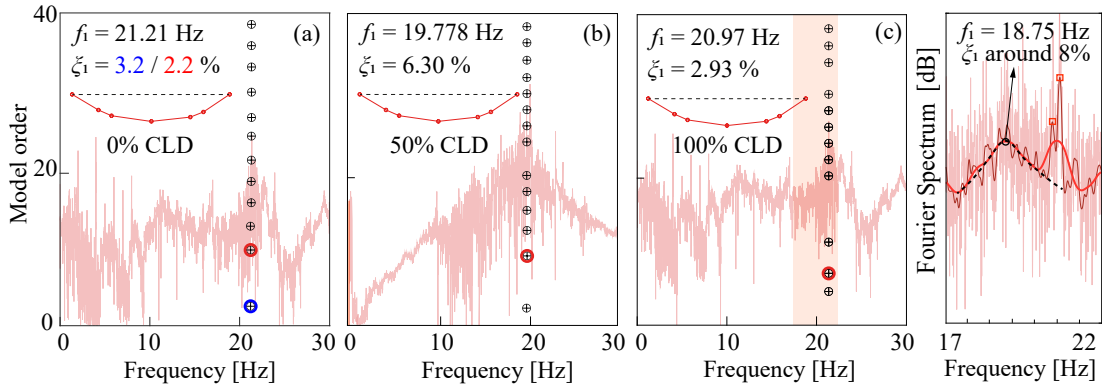 40
20
0
Model order
f₁ = 21.21 Hz
(a)
ξ₁ = 3.2 / 2.2 %
0% CLD
0 10 20 30
Frequency [Hz]
f₁ = 19.778 Hz
(b)
ξ₁ = 6.30 %
50% CLD
0 10 20 30
Frequency [Hz]
f₁ = 20.97 Hz
(c)
ξ₁ = 2.93 %
100% CLD
0 10 20 30
Frequency [Hz]
Fourier Spectrum [dB]
f₁ = 18.75 Hz
ξ₁ around 8%
17 22
Frequency [Hz]